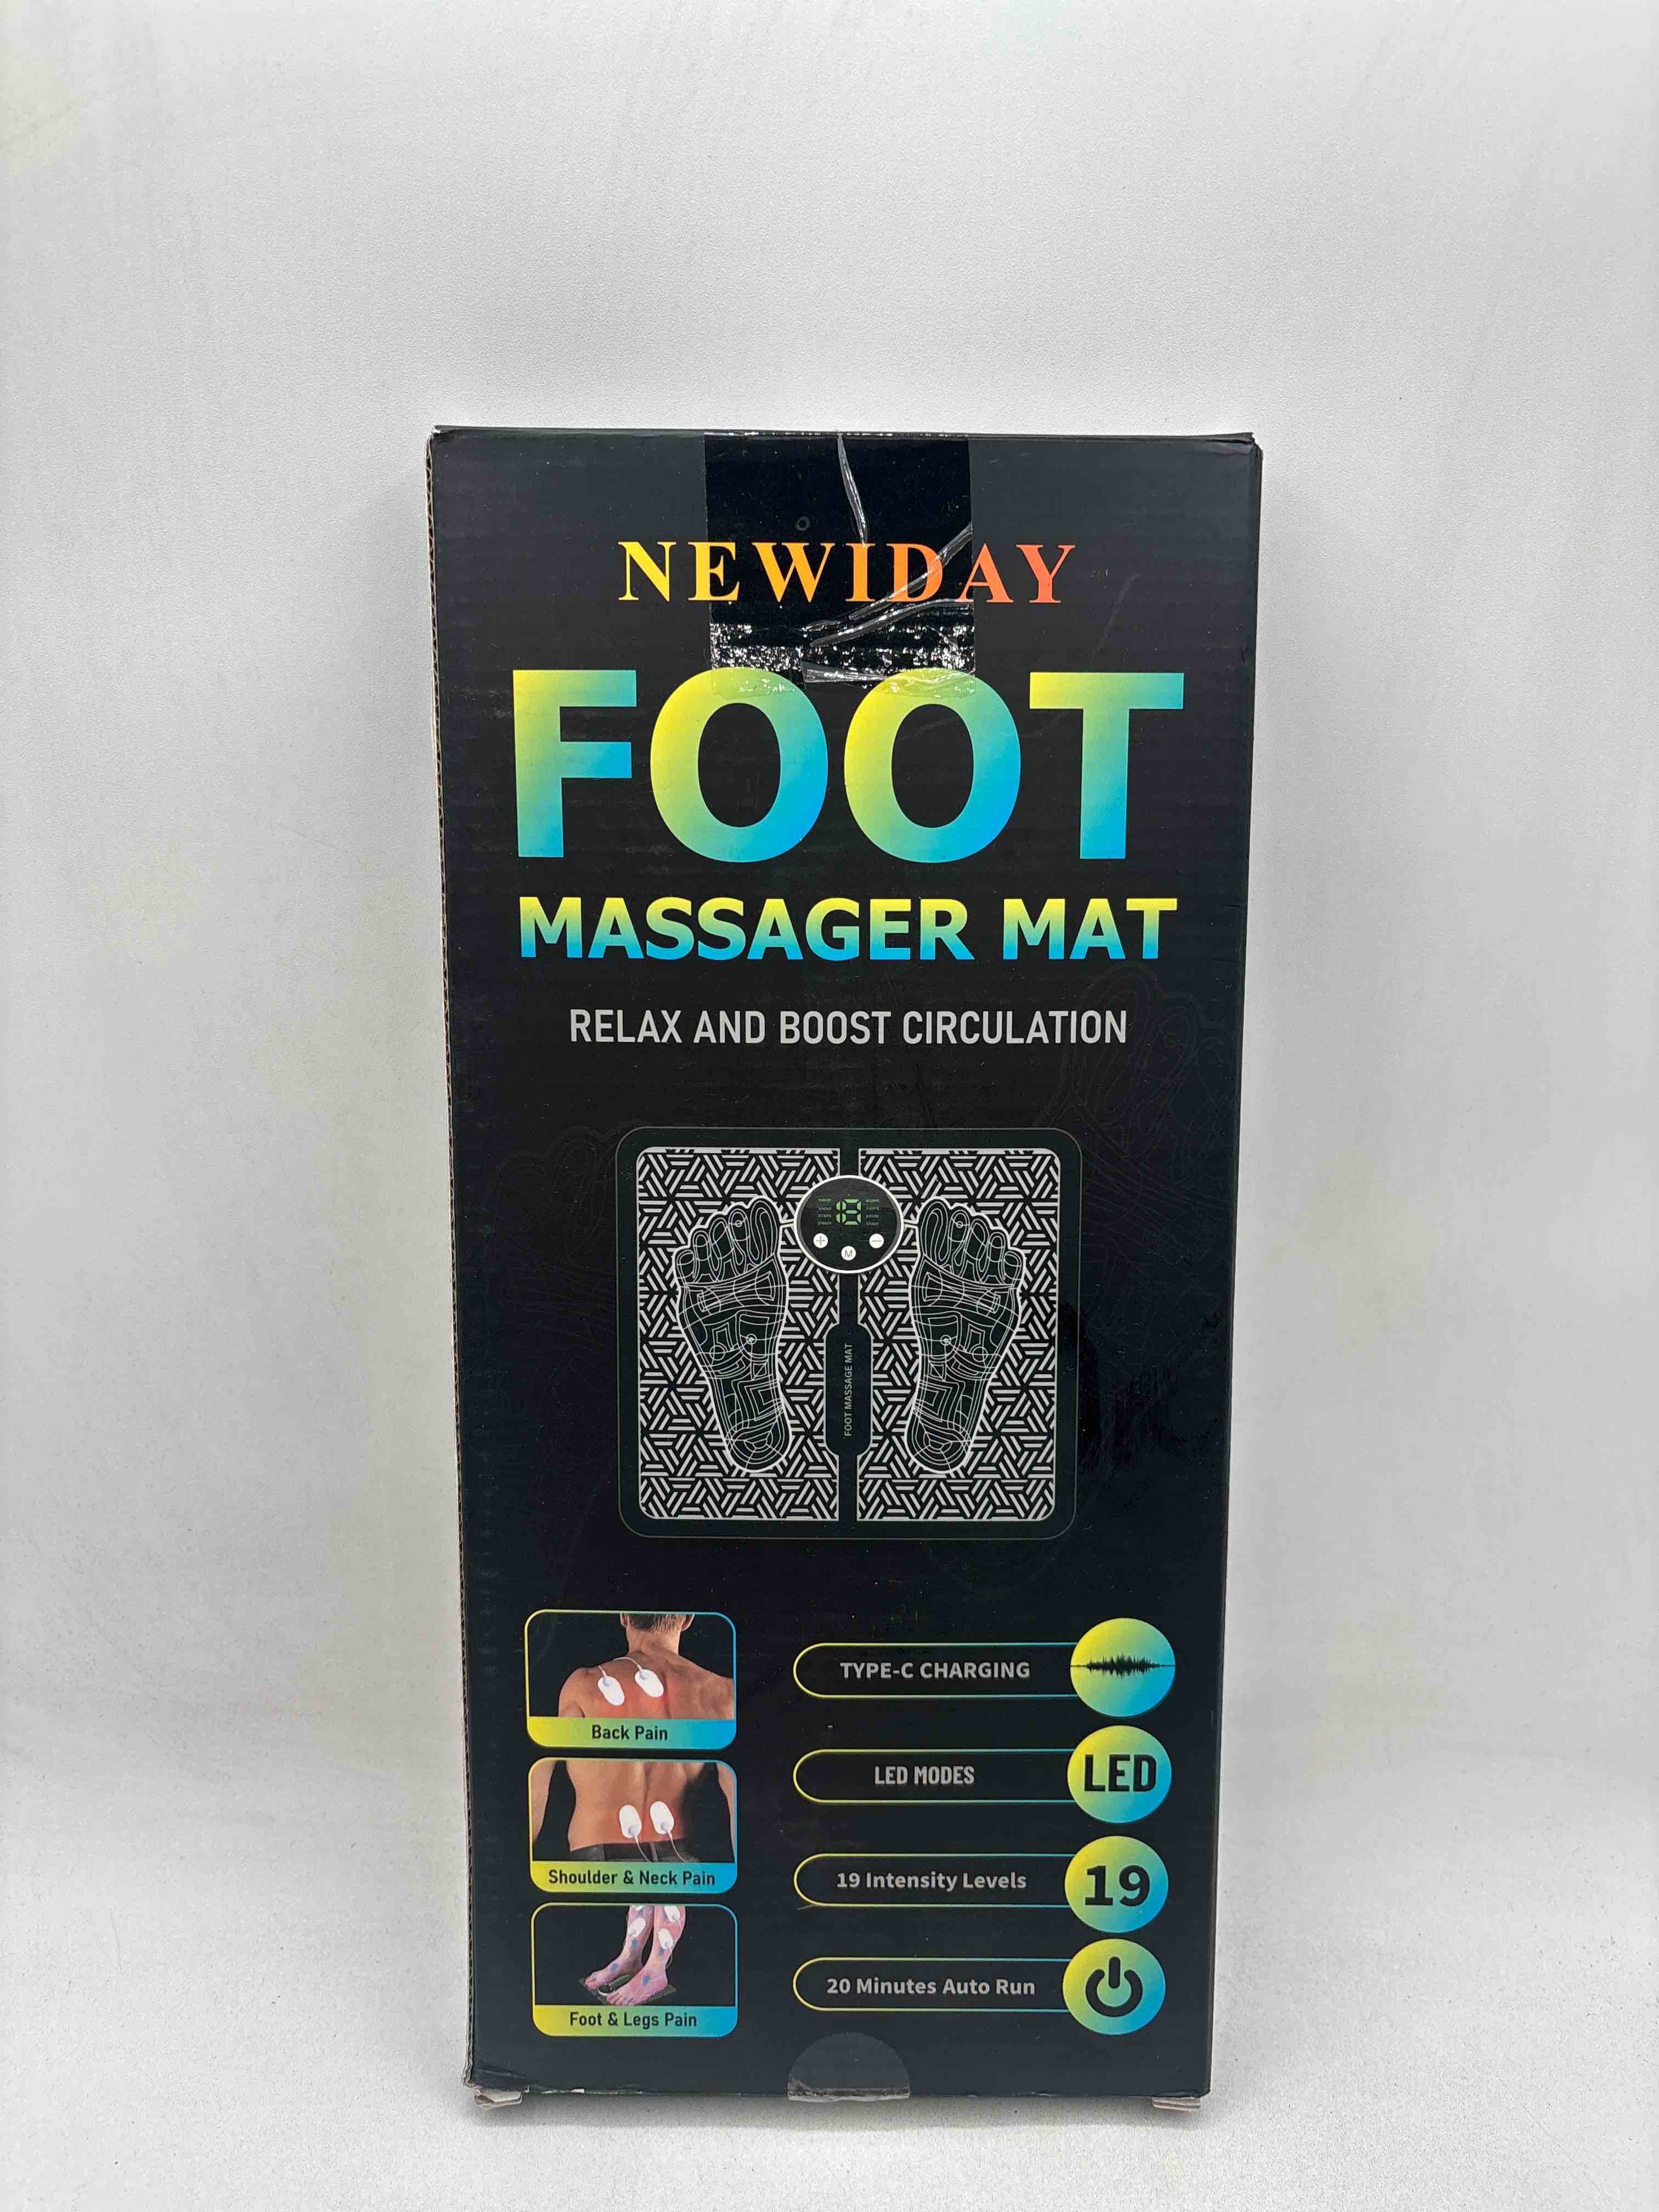 NEWIDAY
FOOT
MASSAGER MAT
RELAX AND BOOST CIRCULATION
18
+
M
−
FOOT MASSAGE MAT
Back Pain
Shoulder & Neck Pain
Foot & Legs Pain
TYPE-C CHARGING
LED MODES
LED
19 Intensity Levels
19
20 Minutes Auto Run